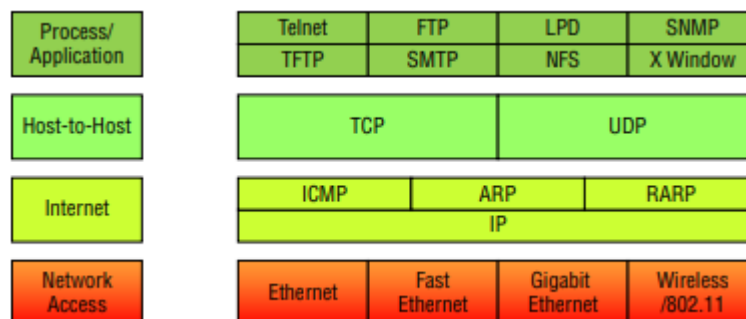 Process/
Application
Telnet FTP LPD SNMP
TFTP SMTP NFS X Window
Host-to-Host
TCP UDP
Internet
ICMP ARP RARP
IP
Network
Access
Ethernet
Fast
Ethernet
Gigabit
Ethernet
Wireless
/802.11